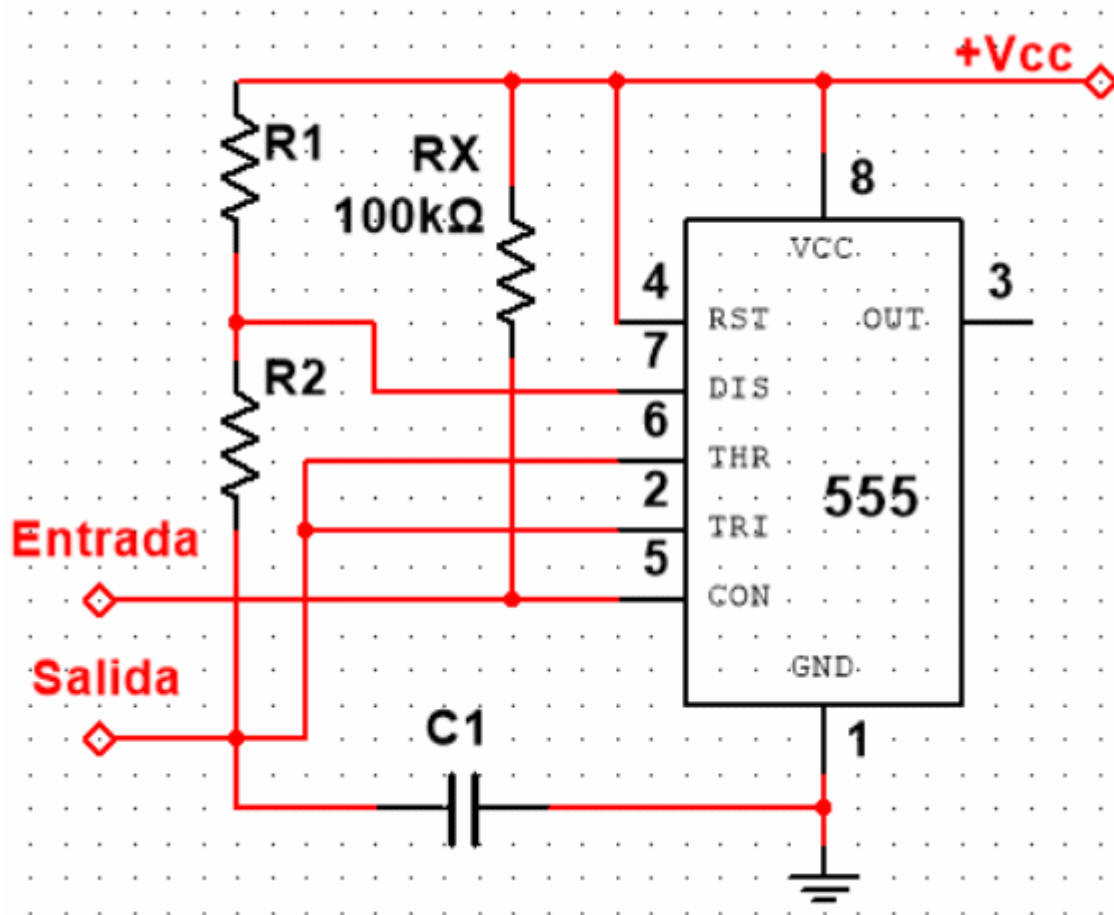 +Vcc
R1
RX
100kΩ
8
VCC
4
RST
OUT
3
7
DIS
R2
6
THR
2
TRI
555
Entrada
5
CON
Salida
GND
C1
1